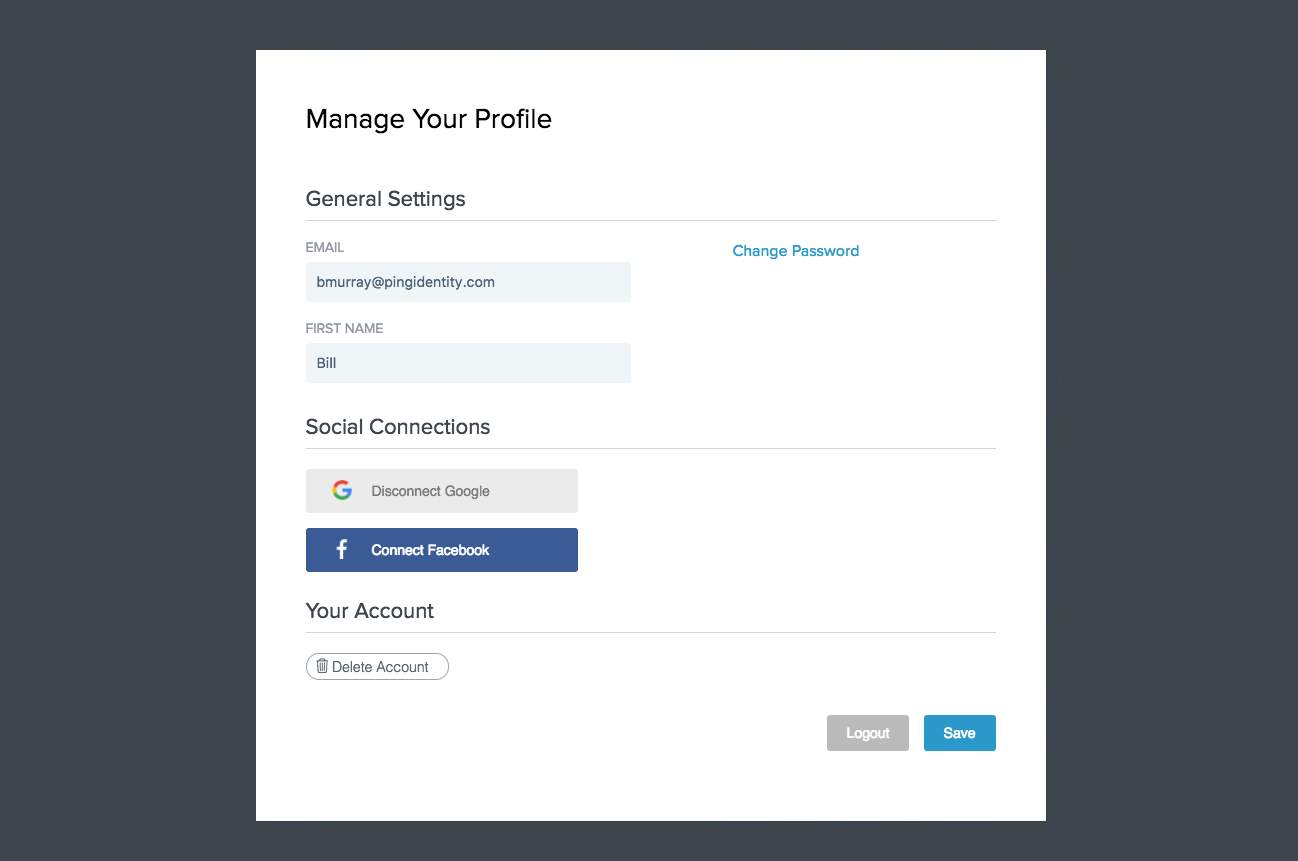 Manage Your Profile
General Settings
EMAIL
Change Password
bmurray@pingidentity.com
FIRST NAME
Bill
Social Connections
Disconnect Google
Connect Facebook
Your Account
Delete Account
Logout Save